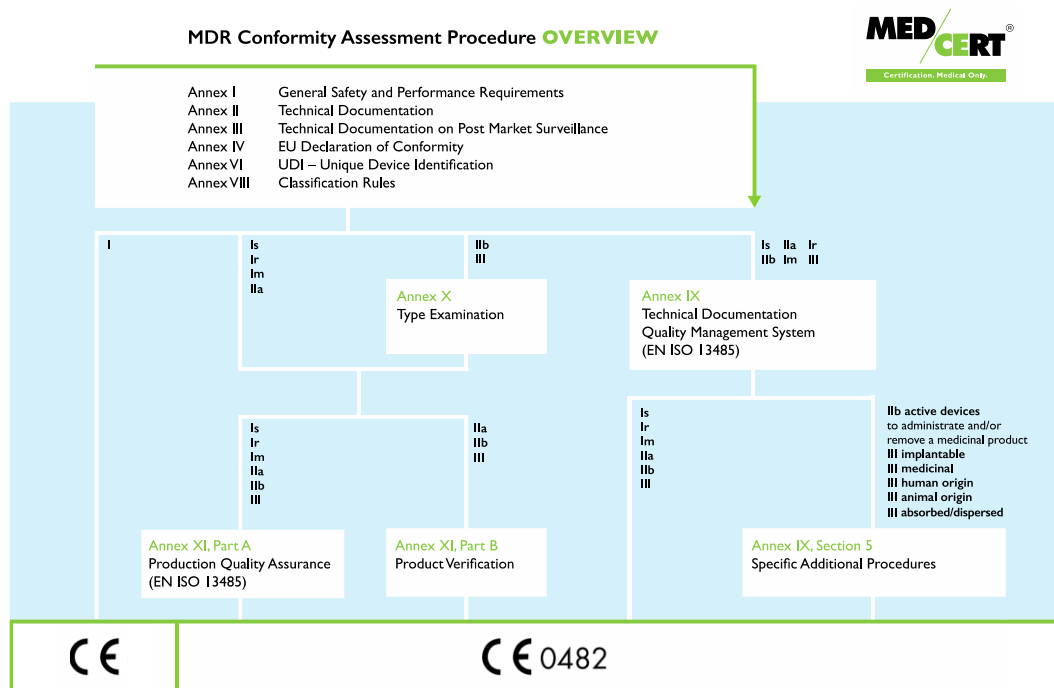 MDR Conformity Assessment Procedure OVERVIEW
MED/CERT®
Certification. Medical Only.
Annex I General Safety and Performance Requirements
Annex II Technical Documentation
Annex III Technical Documentation on Post Market Surveillance
Annex IV EU Declaration of Conformity
Annex VI UDI – Unique Device Identification
Annex VIII Classification Rules
I
Is
Ir
Im
IIa
IIb
III
Is IIa Ir
IIb Im III
Annex X
Type Examination
Annex IX
Technical Documentation
Quality Management System
(EN ISO 13485)
Is
Ir
Im
IIa
IIb
III
IIa
IIb
III
Is
Ir
Im
IIa
IIb
III
IIb active devices
to administrate and/or
remove a medicinal product
III implantable
III medicinal
III human origin
III animal origin
III absorbed/dispersed
Annex XI, Part A
Production Quality Assurance
(EN ISO 13485)
Annex XI, Part B
Product Verification
Annex IX, Section 5
Specific Additional Procedures
CE
CE 0482